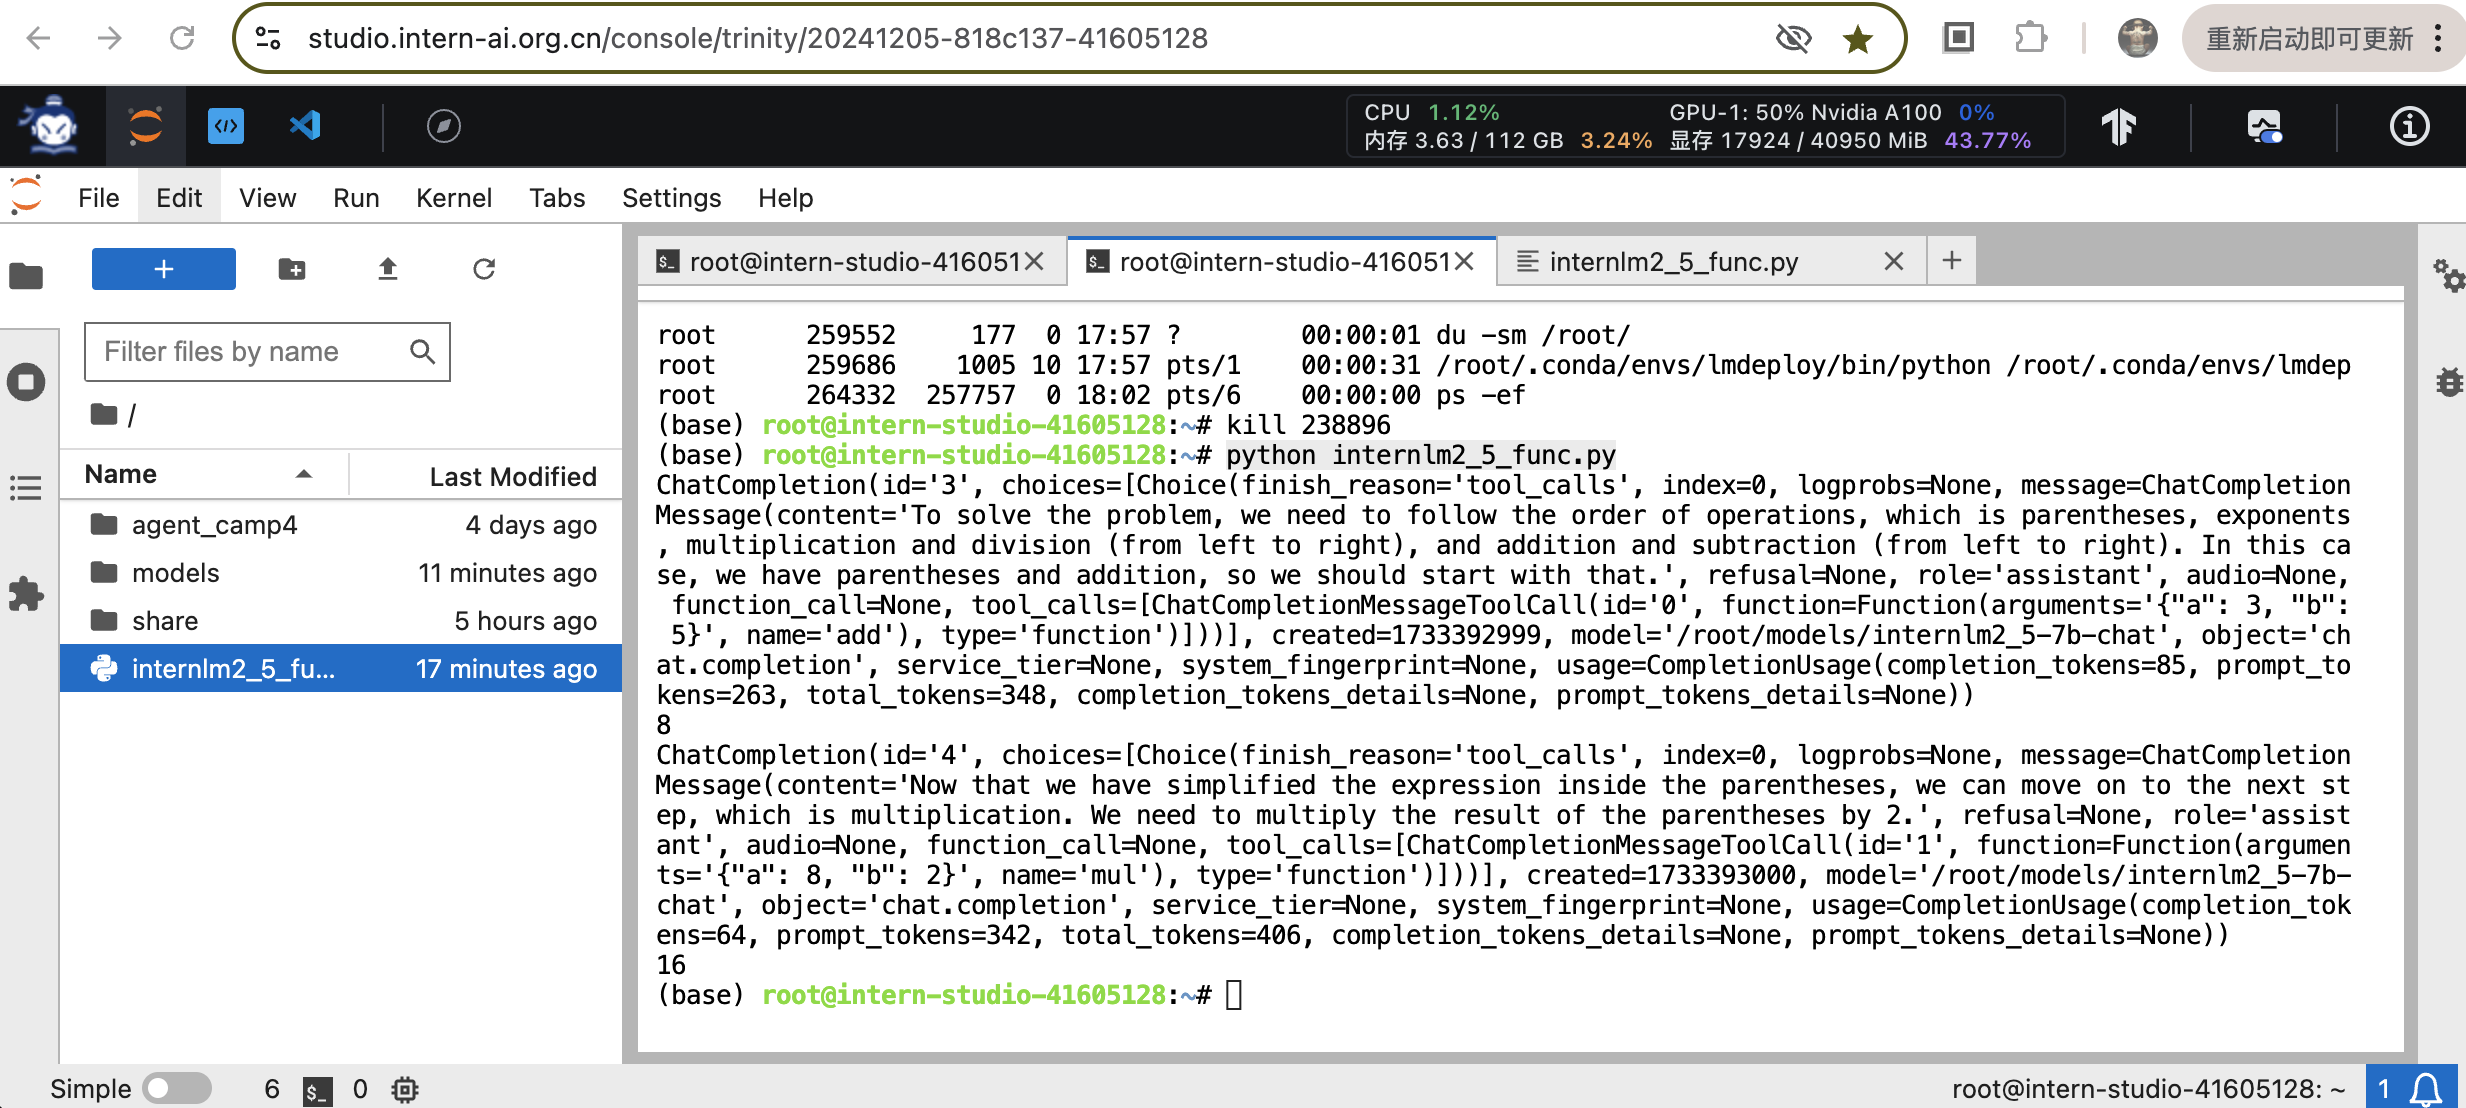 studio.intern-ai.org.cn/console/trinity/20241205-818c137-41605128
重新启动即可更新
CPU 1.12% GPU-1: 50% Nvidia A100 0%
内存 3.63 / 112 GB 3.24% 显存 17924 / 40950 MiB 43.77%
File Edit View Run Kernel Tabs Settings Help
+
root@intern-studio-416051
root@intern-studio-416051
internlm2_5_func.py
Filter files by name
/
Name Last Modified
agent_camp4 4 days ago
models 11 minutes ago
share 5 hours ago
internlm2_5_fu... 17 minutes ago
root 259552 177 0 17:57 ? 00:00:01 du -sm /root/
root 259686 1005 10 17:57 pts/1 00:00:31 /root/.conda/envs/lmdeploy/bin/python /root/.conda/envs/lmdep
root 264332 257757 0 18:02 pts/6 00:00:00 ps -ef
(base) root@intern-studio-41605128:~# kill 238896
(base) root@intern-studio-41605128:~# python internlm2_5_func.py
ChatCompletion(id='3', choices=[Choice(finish_reason='tool_calls', index=0, logprobs=None, message=ChatCompletion
Message(content='To solve the problem, we need to follow the order of operations, which is parentheses, exponents
, multiplication and division (from left to right), and addition and subtraction (from left to right). In this ca
se, we have parentheses and addition, so we should start with that.', refusal=None, role='assistant', audio=None,
function_call=None, tool_calls=[ChatCompletionMessageToolCall(id='0', function=Function(arguments='{"a": 3, "b":
5}', name='add'), type='function')]))], created=1733392999, model='/root/models/internlm2_5-7b-chat', object='ch
at.completion', service_tier=None, system_fingerprint=None, usage=CompletionUsage(completion_tokens=85, prompt_to
kens=263, total_tokens=348, completion_tokens_details=None, prompt_tokens_details=None))
8
ChatCompletion(id='4', choices=[Choice(finish_reason='tool_calls', index=0, logprobs=None, message=ChatCompletion
Message(content='Now that we have simplified the expression inside the parentheses, we can move on to the next st
ep, which is multiplication. We need to multiply the result of the parentheses by 2.', refusal=None, role='assist
ant', audio=None, function_call=None, tool_calls=[ChatCompletionMessageToolCall(id='1', function=Function(argumen
ts='{"a": 8, "b": 2}', name='mul'), type='function')]))], created=1733393000, model='/root/models/internlm2_5-7b-
chat', object='chat.completion', service_tier=None, system_fingerprint=None, usage=CompletionUsage(completion_tok
ens=64, prompt_tokens=342, total_tokens=406, completion_tokens_details=None, prompt_tokens_details=None))
16
(base) root@intern-studio-41605128:~#
Simple 6 $_ 0 root@intern-studio-41605128: ~ 1